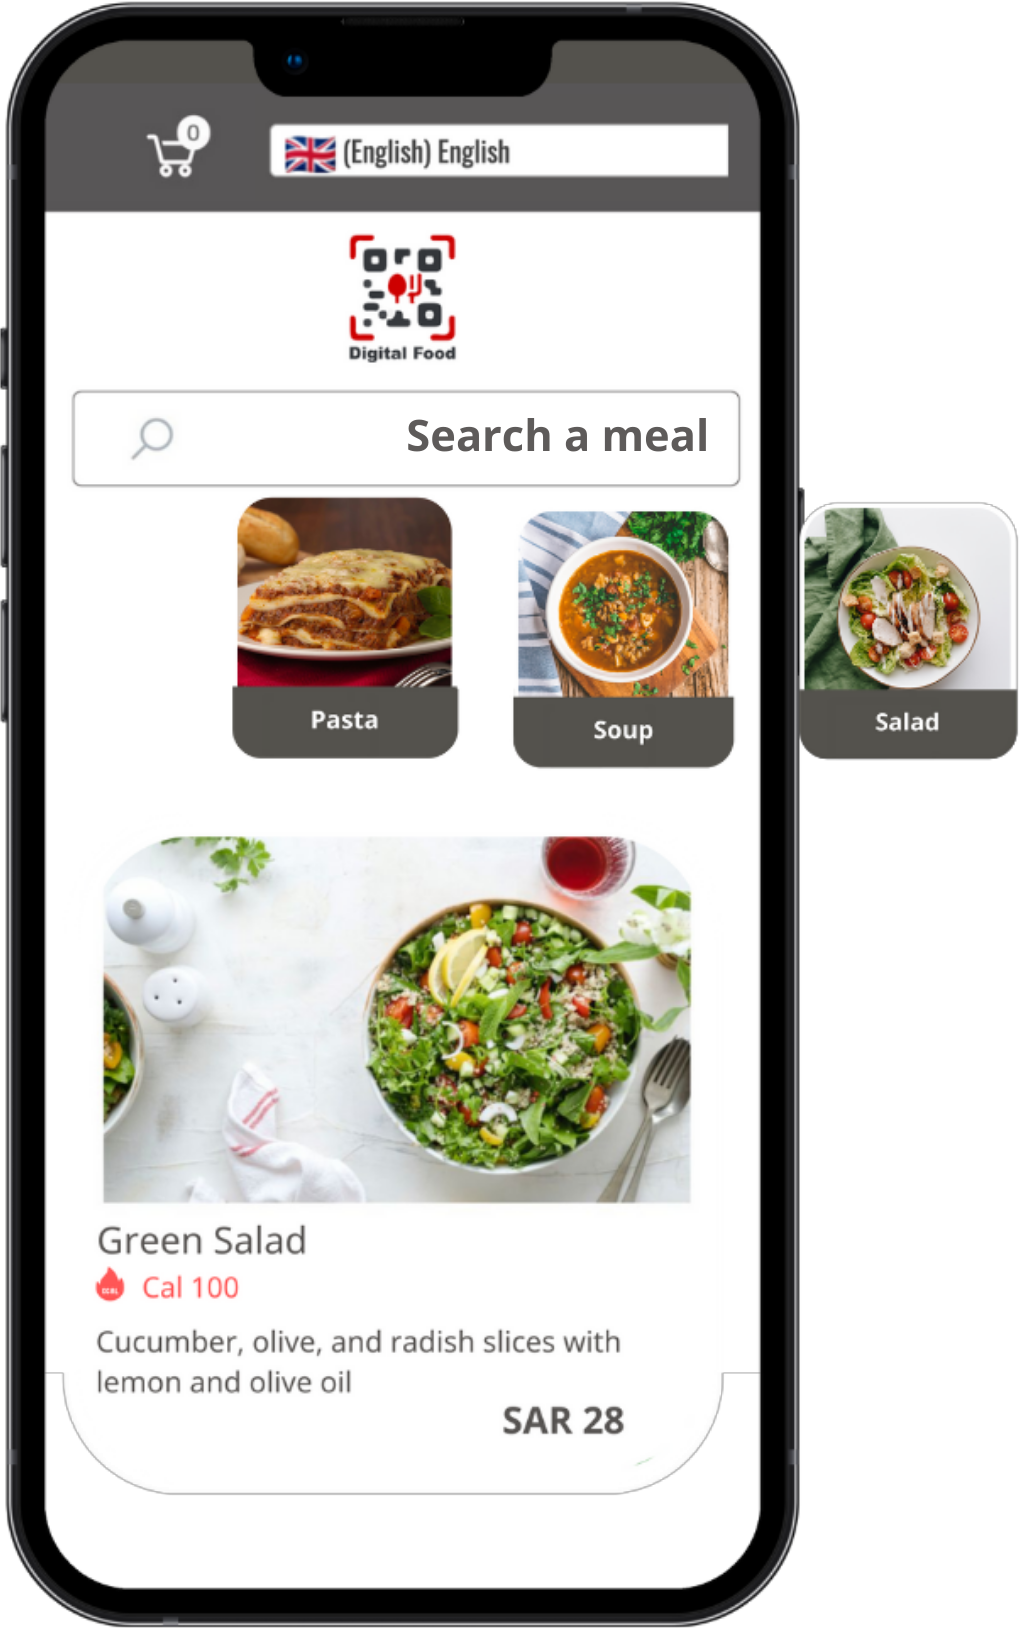 0
(English) English
Digital Food
Search a meal
Pasta
Soup
Salad
Green Salad
Cal 100
Cucumber, olive, and radish slices with
lemon and olive oil
SAR 28